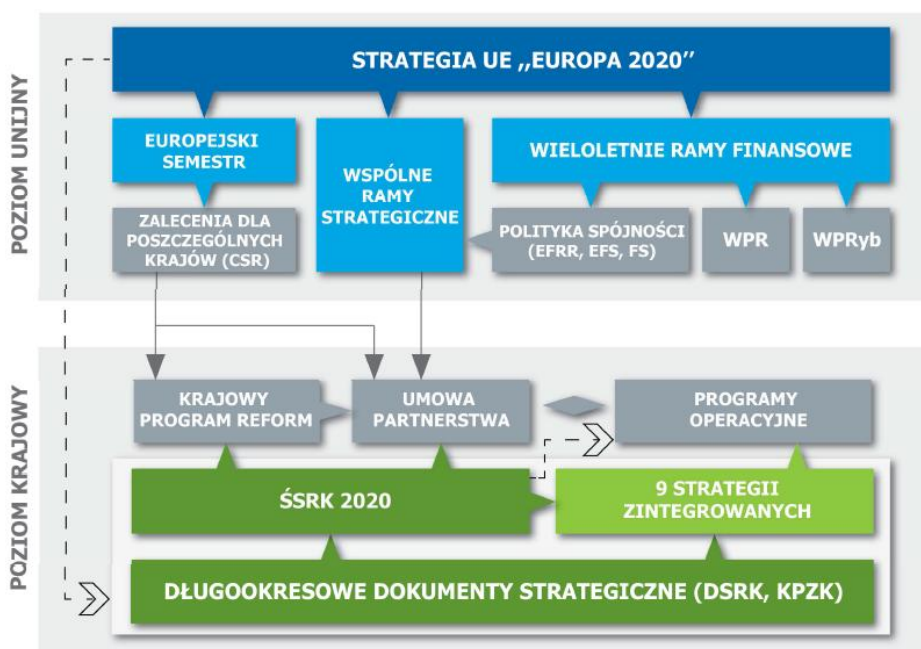 POZIOM UNIJNY
STRATEGIA UE „EUROPA 2020”
EUROPEJSKI
SEMESTR
WSPÓLNE
RAMY
STRATEGICZNE
WIELOLETNIE RAMY FINANSOWE
ZALECENIA DLA
POSZCZEGÓLNYCH
KRAJÓW (CSR)
POLITYKA SPÓJNOŚCI
(EFRR, EFS, FS)
WPR
WPRyb
POZIOM KRAJOWY
KRAJOWY
PROGRAM REFORM
UMOWA
PARTNERSTWA
PROGRAMY
OPERACYJNE
ŚSRK 2020
9 STRATEGII
ZINTEGROWANYCH
DŁUGOOKRESOWE DOKUMENTY STRATEGICZNE (DSRK, KPZK)